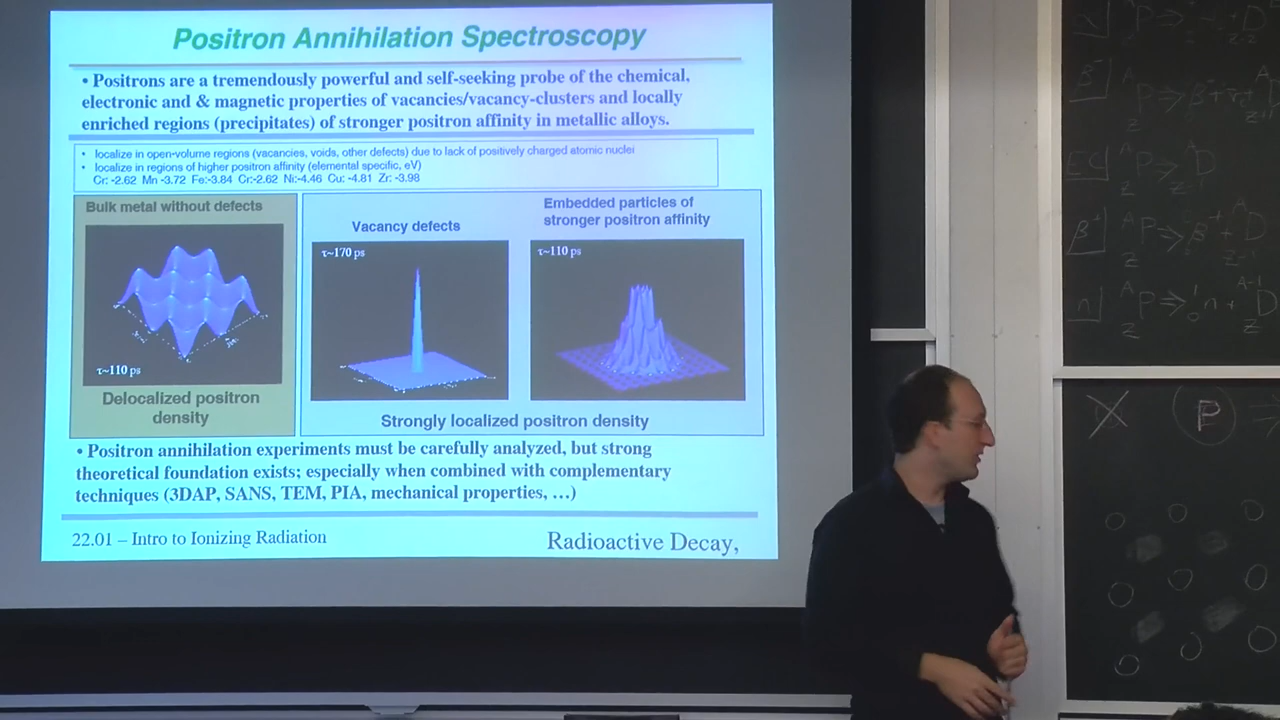 Positron Annihilation Spectroscopy
• Positrons are a tremendously powerful and self-seeking probe of the chemical,
electronic and & magnetic properties of vacancies/vacancy-clusters and locally
enriched regions (precipitates) of stronger positron affinity in metallic alloys.
• localize in open-volume regions (vacancies, voids, other defects) due to lack of positively charged atomic nuclei
• localize in regions of higher positron affinity (elemental specific, eV)
Cr: -2.62 Mn -3.72 Fe:-3.84 Cr:-2.62 Ni:-4.46 Cu: -4.81 Zr: -3.98
Bulk metal without defects
τ~110 ps
Delocalized positron
density
Vacancy defects
τ~170 ps
Embedded particles of
stronger positron affinity
τ~110 ps
Strongly localized positron density
• Positron annihilation experiments must be carefully analyzed, but strong
theoretical foundation exists; especially when combined with complementary
techniques (3DAP, SANS, TEM, PIA, mechanical properties, …)
22.01 – Intro to Ionizing Radiation
Radioactive Decay,
EC] A Z P ⇒ A Z-1 D
n] A Z P ⇒ 1 0 n + A-1 Z D
X P